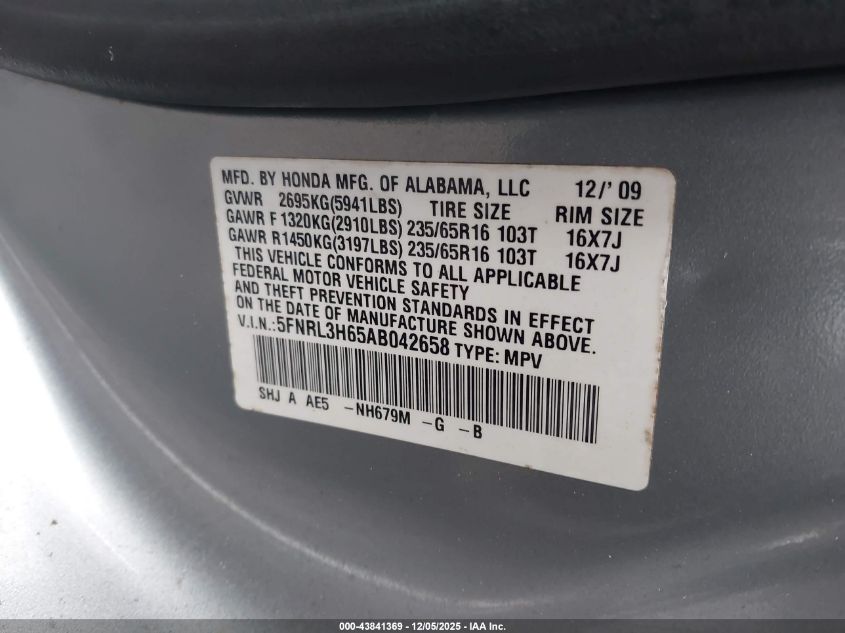 MFD. BY HONDA MFG. OF ALABAMA, LLC 12/' 09
GVWR 2695KG(5941LBS) TIRE SIZE RIM SIZE
GAWR F 1320KG(2910LBS) 235/65R16 103T 16X7J
GAWR R1450KG(3197LBS) 235/65R16 103T 16X7J
THIS VEHICLE CONFORMS TO ALL APPLICABLE
FEDERAL MOTOR VEHICLE SAFETY
AND THEFT PREVENTION STANDARDS IN EFFECT
ON THE DATE OF MANUFACTURE SHOWN ABOVE.
V.I.N.:5FNRL3H65AB042658 TYPE: MPV
SHJ A AE5 -NH679M -G -B
000-43841369 - 12/05/2025 - IAA Inc.